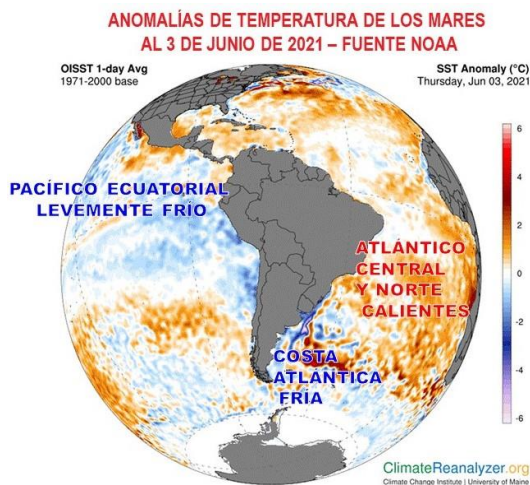 ANOMALÍAS DE TEMPERATURA DE LOS MARES
AL 3 DE JUNIO DE 2021 – FUENTE NOAA
OISST 1-day Avg
1971-2000 base
SST Anomaly (°C)
Thursday, Jun 03, 2021
PACÍFICO ECUATORIAL
LEVEMENTE FRÍO
ATLÁNTICO
CENTRAL
Y NORTE
CALIENTES
COSTA
ATLÁNTICA
FRIA
6
4
2
0
-2
-4
-6
ClimateReanalyzer.org
Climate Change Institute | University of Maine